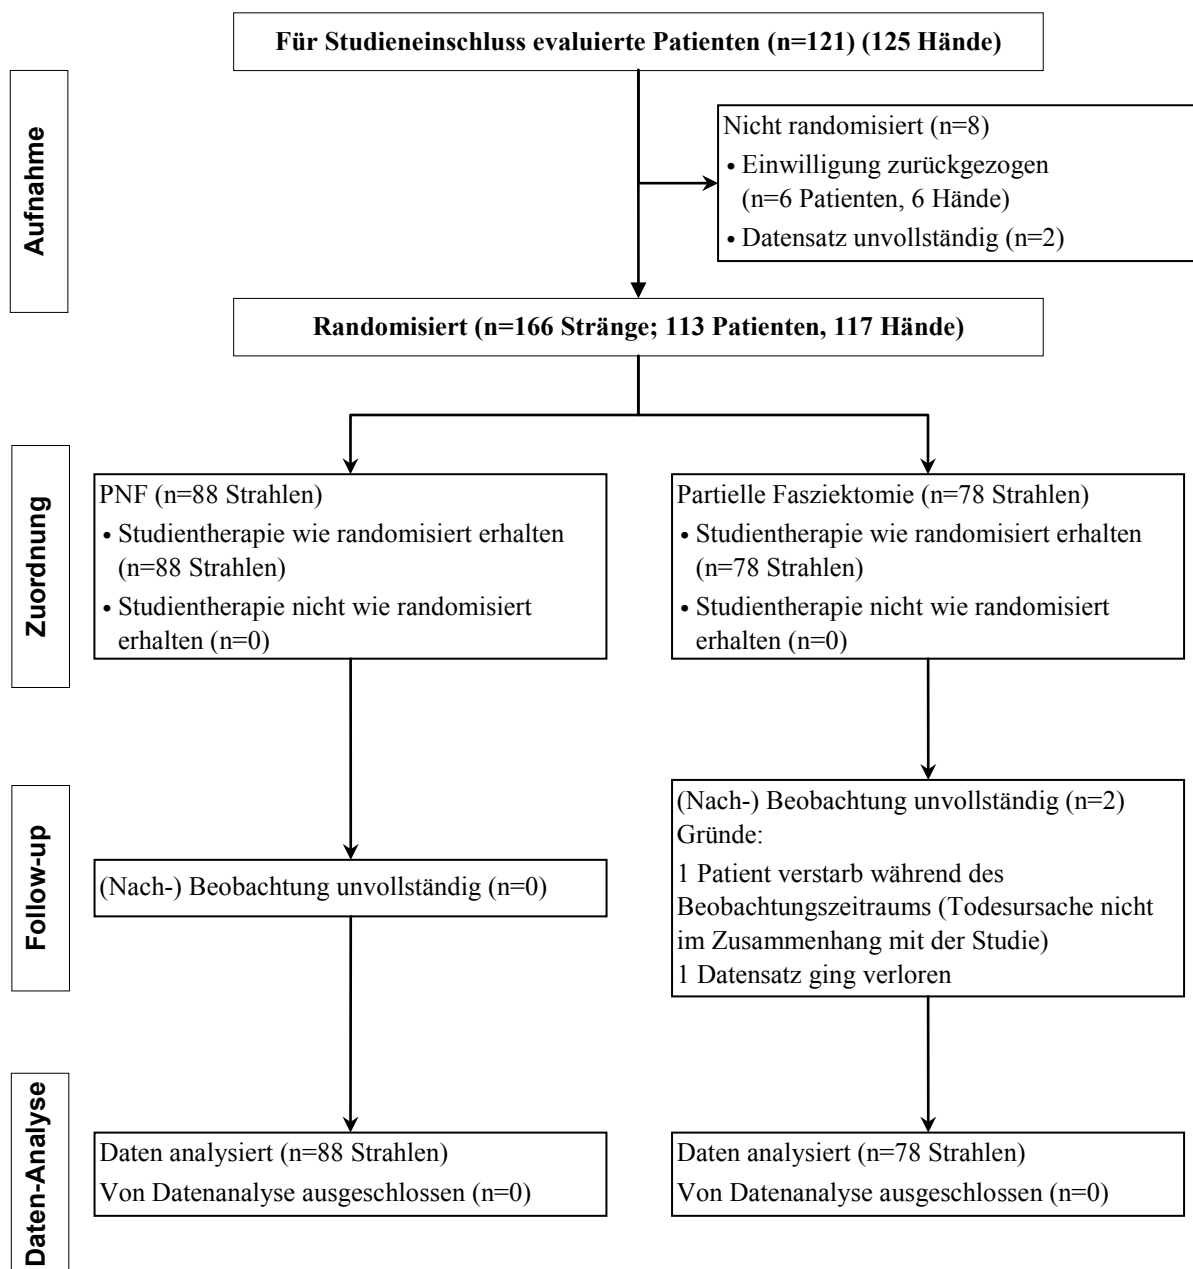 Für Studieneinschluss evaluierte Patienten (n=121) (125 Hände)
Aufnahme
Nicht randomisiert (n=8)
• Einwilligung zurückgezogen
(n=6 Patienten, 6 Hände)
• Datensatz unvollständig (n=2)
Randomisiert (n=166 Stränge; 113 Patienten, 117 Hände)
Zuordnung
PNF (n=88 Strahlen)
• Studientherapie wie randomisiert erhalten
(n=88 Strahlen)
• Studientherapie nicht wie randomisiert
erhalten (n=0)
Partielle Fasziektomie (n=78 Strahlen)
• Studientherapie wie randomisiert erhalten
(n=78 Strahlen)
• Studientherapie nicht wie randomisiert
erhalten (n=0)
Follow-up
(Nach-) Beobachtung unvollständig (n=0)
(Nach-) Beobachtung unvollständig (n=2)
Gründe:
1 Patient verstarb während des
Beobachtungszeitraums (Todesursache nicht
im Zusammenhang mit der Studie)
1 Datensatz ging verloren
Daten-Analyse
Daten analysiert (n=88 Strahlen)
Von Datenanalyse ausgeschlossen (n=0)
Daten analysiert (n=78 Strahlen)
Von Datenanalyse ausgeschlossen (n=0)